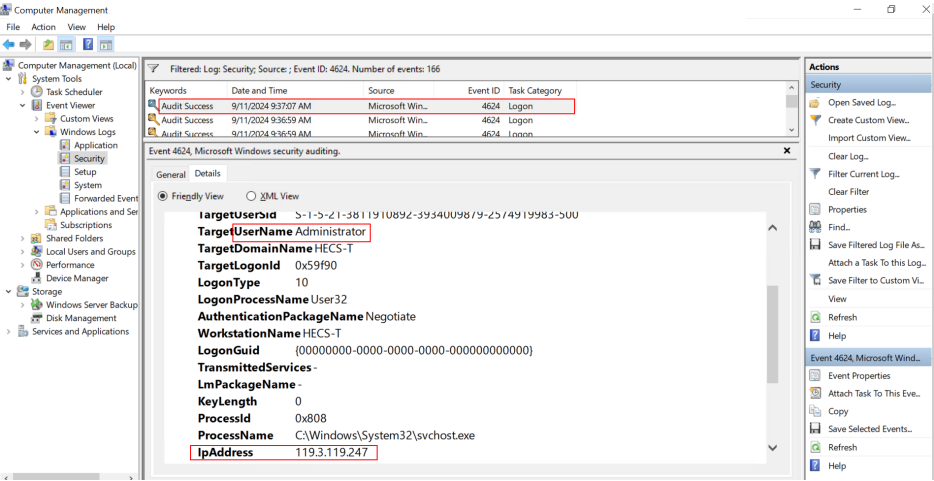 Computer Management
File Action View Help
Computer Management (Local)
System Tools
Task Scheduler
Event Viewer
Custom Views
Windows Logs
Application
Security
Setup
System
Forwarded Event
Applications and Ser
Subscriptions
Shared Folders
Local Users and Groups
Performance
Device Manager
Storage
Windows Server Backup
Disk Management
Services and Applications
Filtered: Log: Security; Source: ; Event ID: 4624. Number of events: 166
Keywords Date and Time Source Event ID Task Category
Audit Success 9/11/2024 9:37:07 AM Microsoft Win... 4624 Logon
Audit Success 9/11/2024 9:36:59 AM Microsoft Win... 4624 Logon
Audit Success 9/11/2024 9:36:59 AM Microsoft Win... 4624 Logon
Event 4624, Microsoft Windows security auditing.
General Details
Friendly View XML View
TargetUserSid S-1-5-21-3811910892-3934009879-2574919983-500
TargetUserName Administrator
TargetDomainName HECS-T
TargetLogonId 0x59f90
LogonType 10
LogonProcessName User32
AuthenticationPackageName Negotiate
WorkstationName HECS-T
LogonGuid {00000000-0000-0000-0000-000000000000}
TransmittedServices -
LmPackageName -
KeyLength 0
ProcessId 0x808
ProcessName C:\Windows\System32\svchost.exe
IpAddress 119.3.119.247
Actions
Security
Open Saved Log...
Create Custom View...
Import Custom View...
Clear Log...
Filter Current Log...
Clear Filter
Properties
Find...
Save Filtered Log File As...
Attach a Task To this Log...
Save Filter to Custom Vi...
View
Refresh
Help
Event 4624, Microsoft Wind...
Event Properties
Attach Task To This Eve...
Copy
Save Selected Events...
Refresh
Help